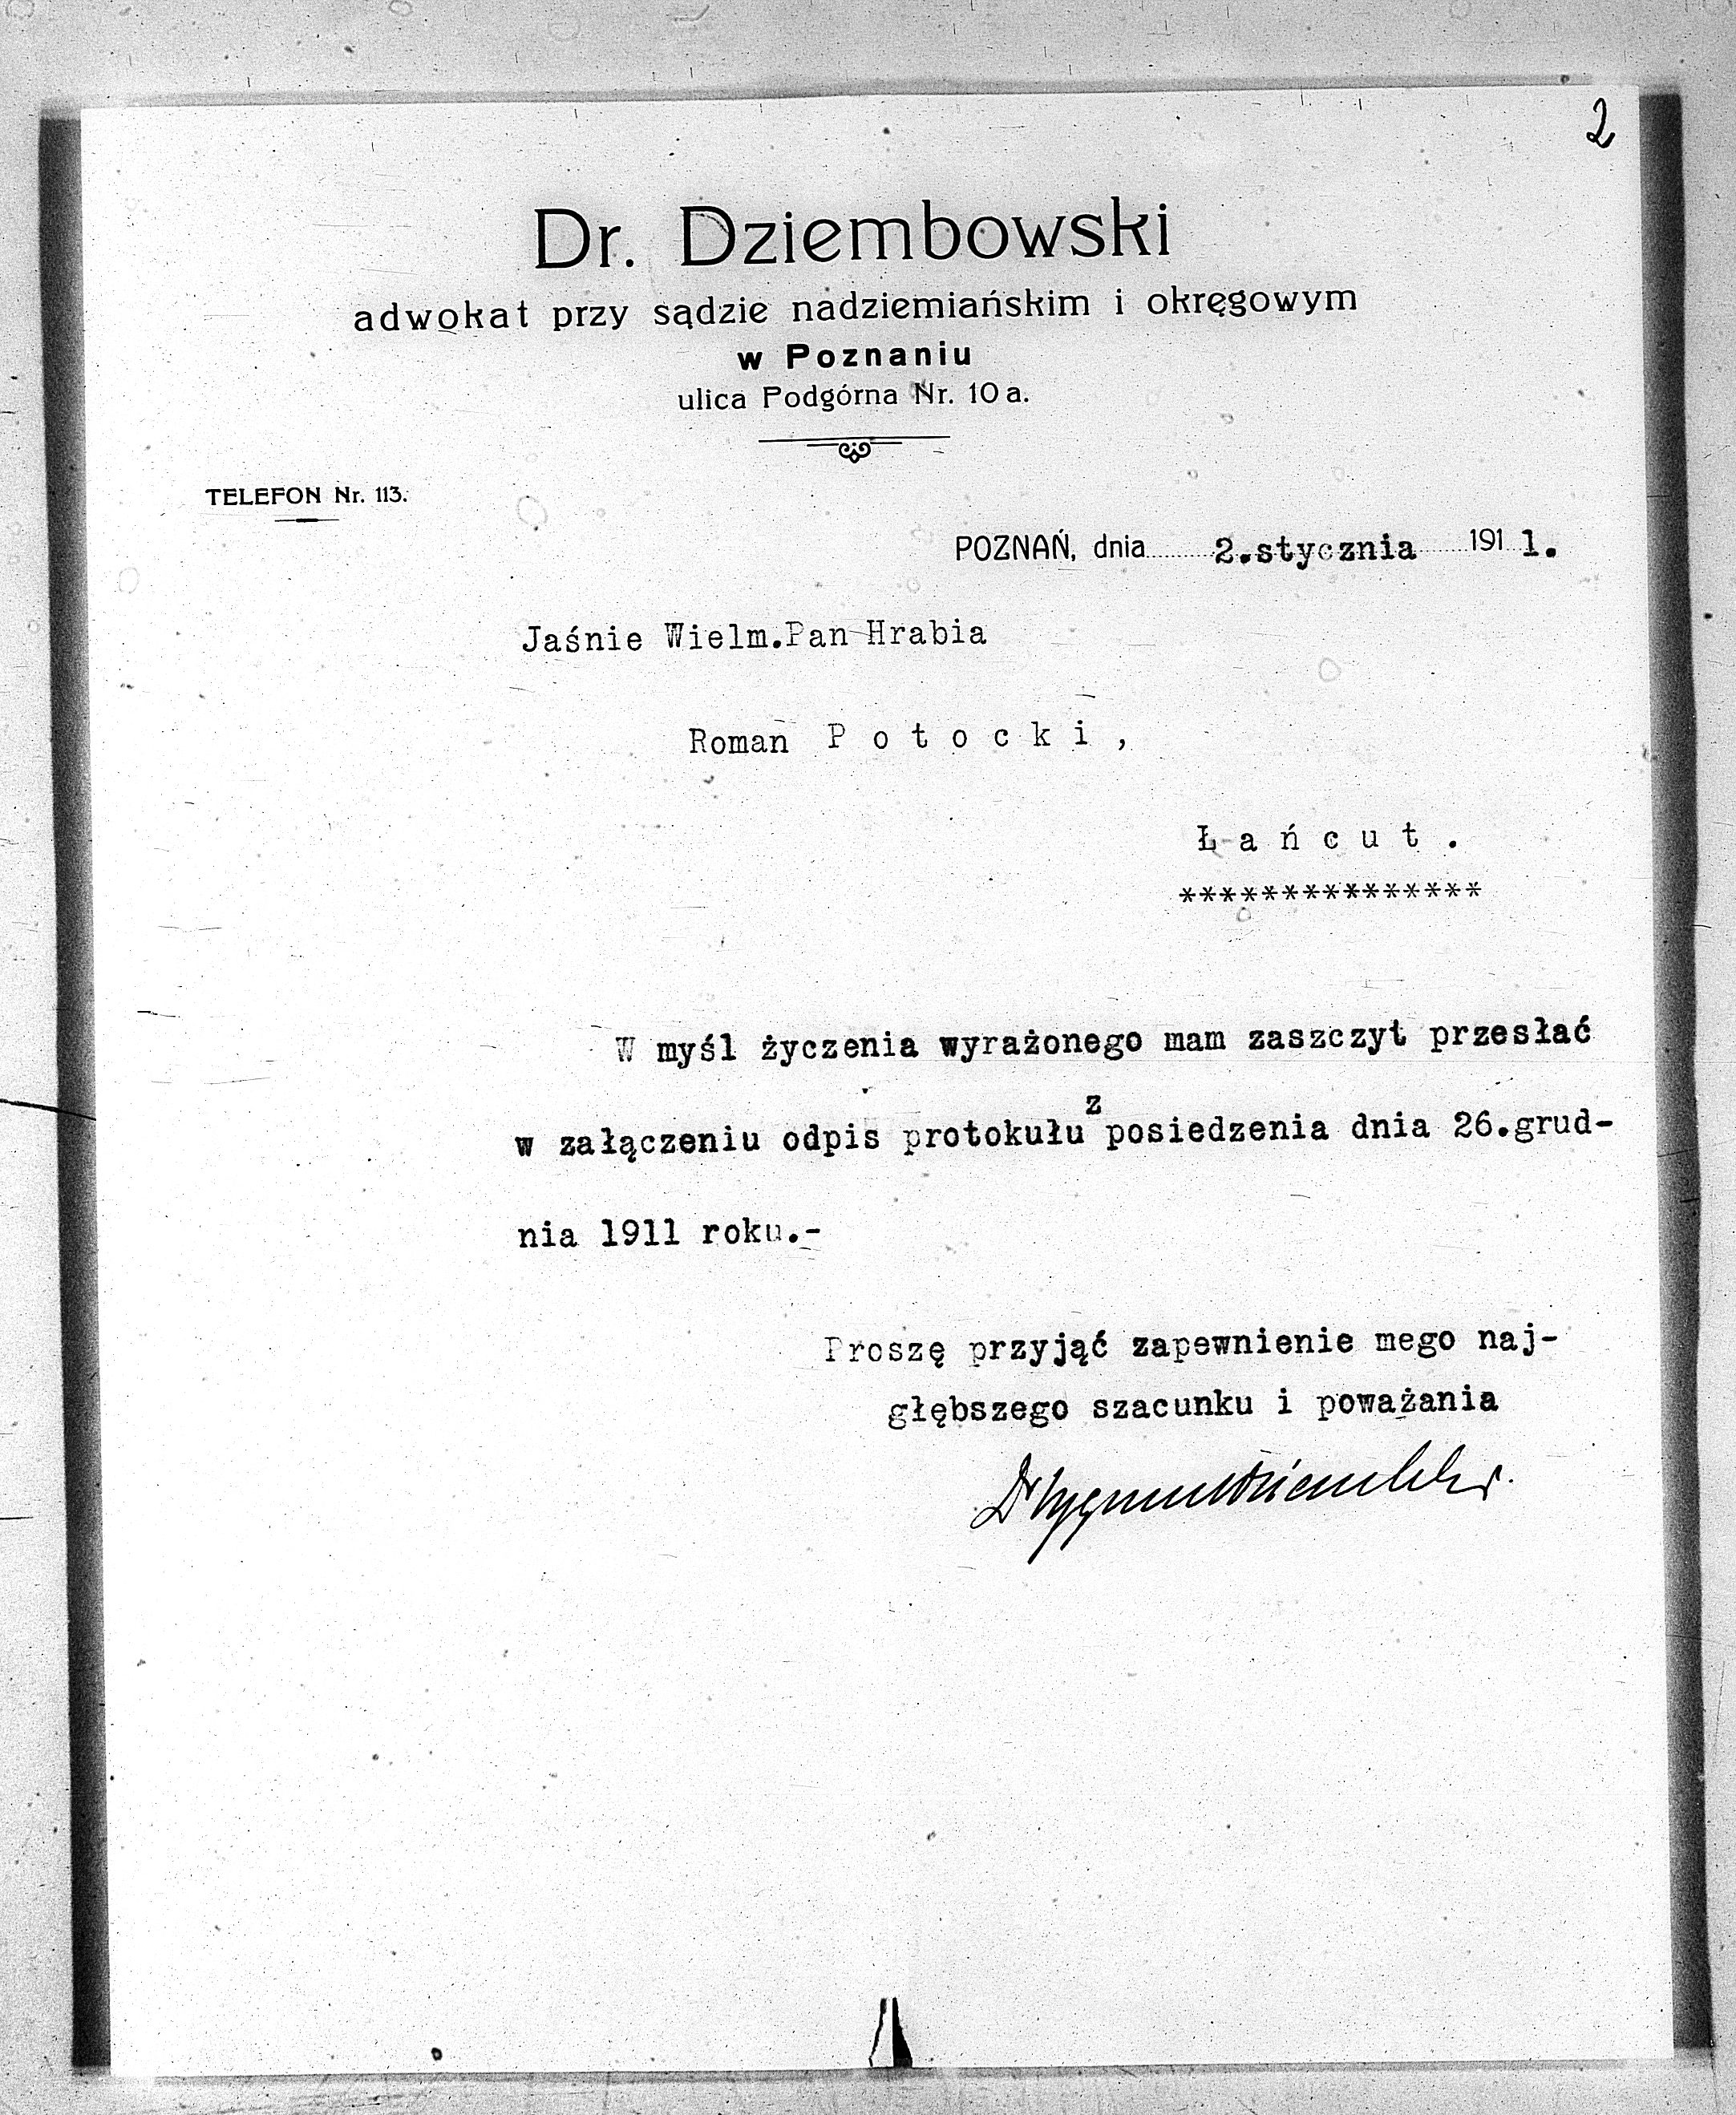 2
Dr. Dziembowski
adwokat przy sądzie nadziemiańskim i okręgowym
w Poznaniu
ulica Podgórna Nr. 10 a.
TELEFON Nr. 113.
POZNAŃ, dnia 2.stycznia 191 1.
Jaśnie Wielm.Pan Hrabia
Roman P o t o c k i ,
Ł a ń c u t .
***************
W myśl życzenia wyrażonego mam zaszczyt przesłać
w załączeniu odpis protokułu z posiedzenia dnia 26.grud-
nia 1911 roku.-
Proszę przyjąć zapewnienie mego naj-
głębszego szacunku i poważania